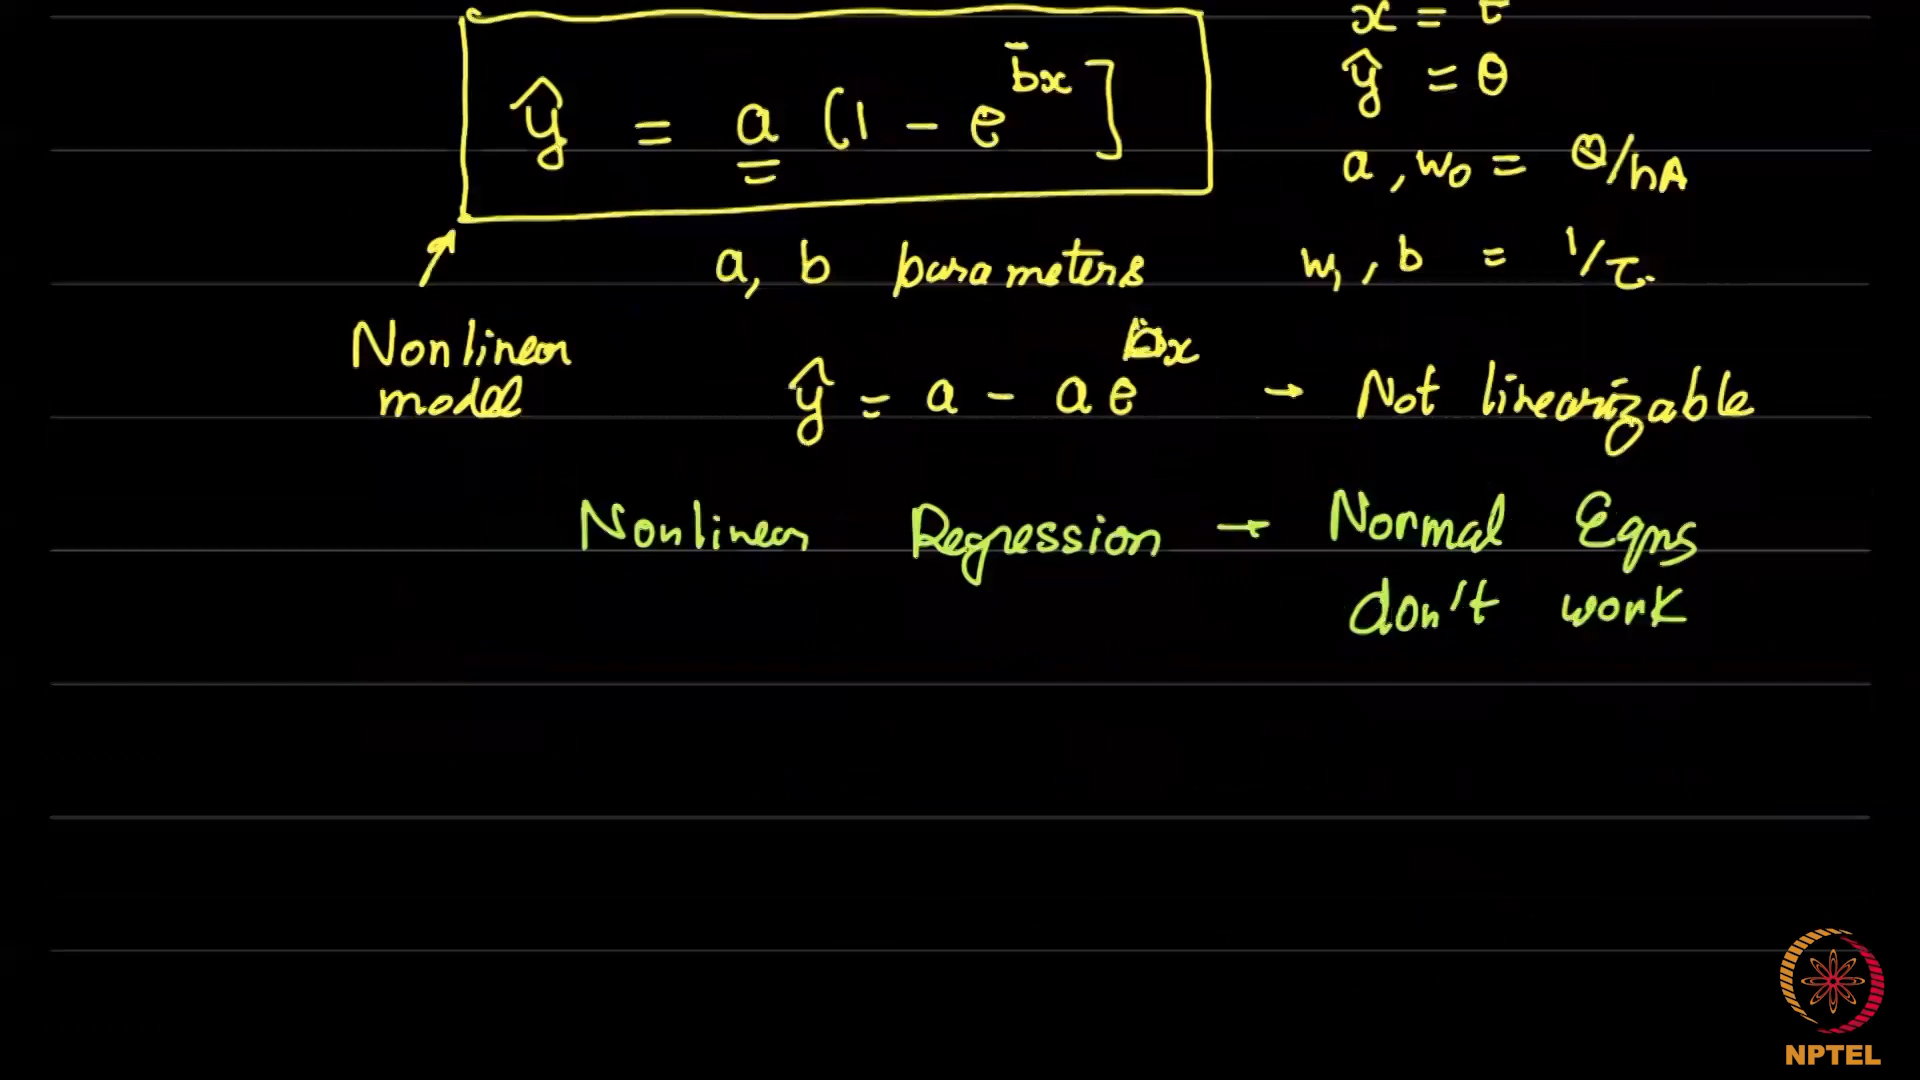 x = t
ŷ = θ
ŷ = a (1 - e^-bx]
a, w₀ = Q/hA
a, b parameters
w₁, b = 1/τ
Nonlinear
model
ŷ = a - a e^bx → Not linearizable
Nonlinear Regression → Normal Eqns
don't work
NPTEL